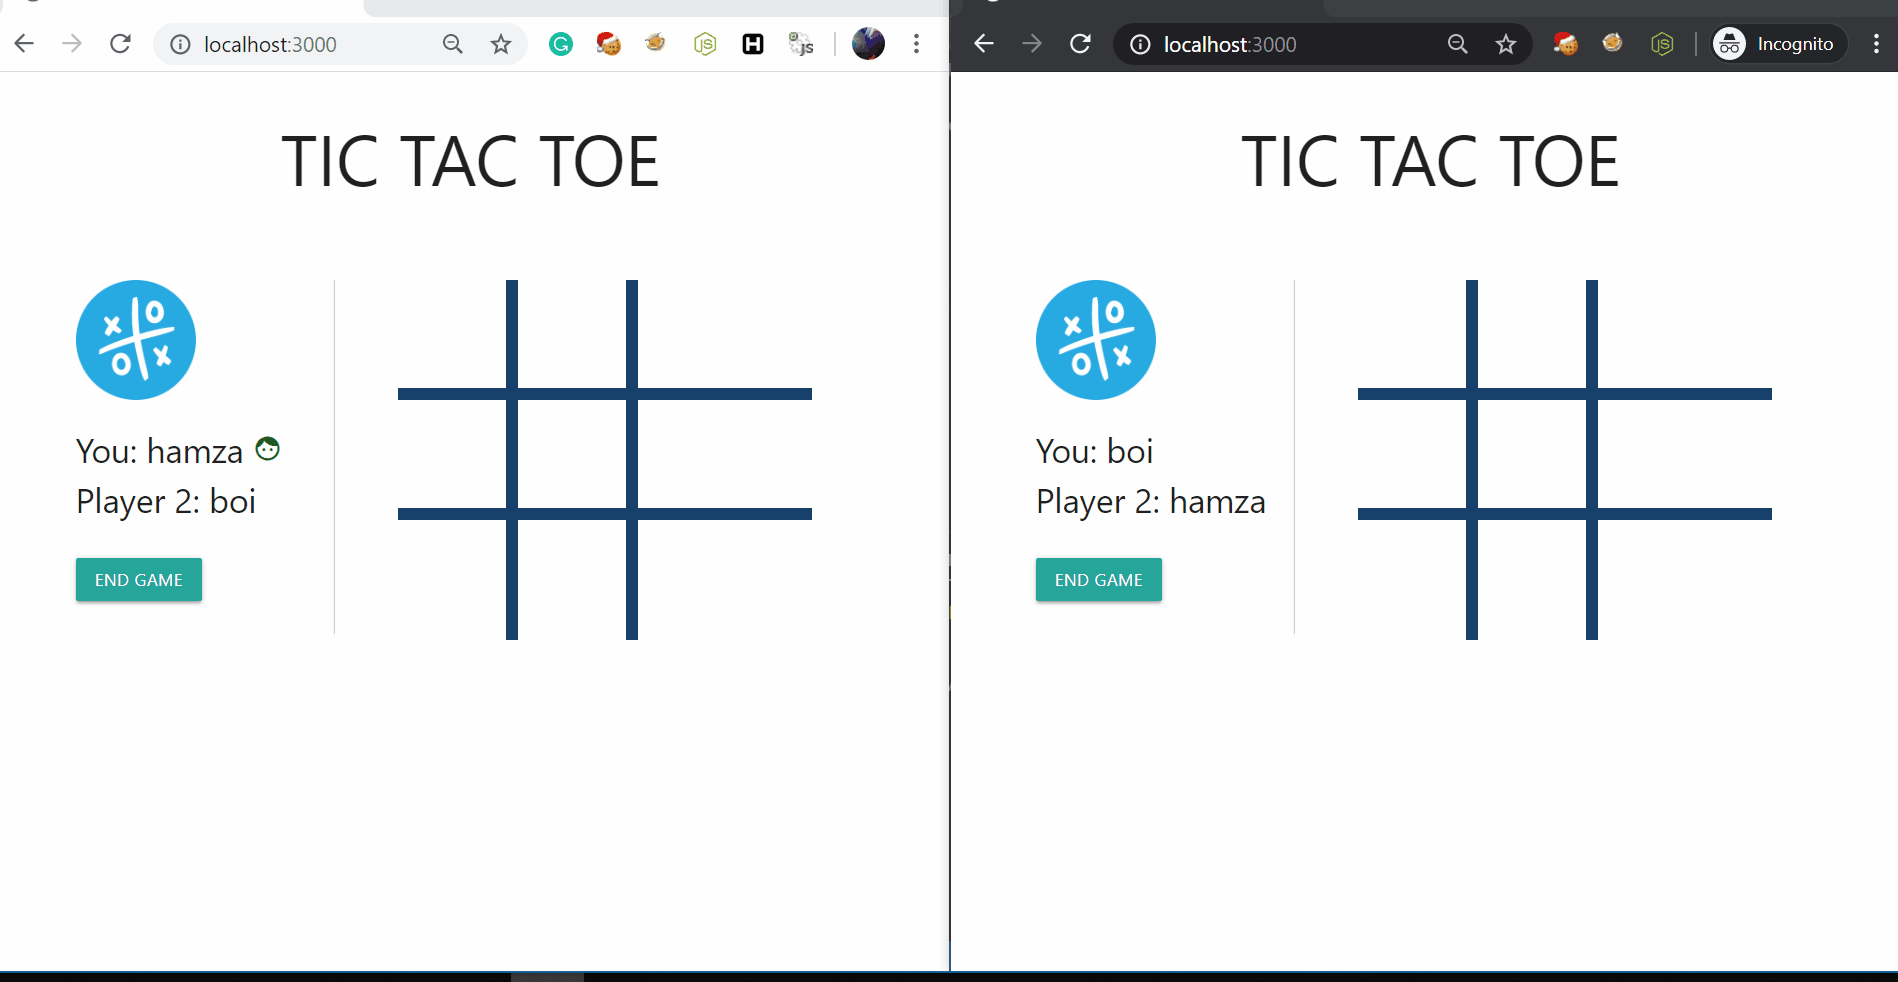 localhost:3000
TIC TAC TOE
You: hamza
Player 2: boi
END GAME
localhost:3000
Incognito
TIC TAC TOE
You: boi
Player 2: hamza
END GAME